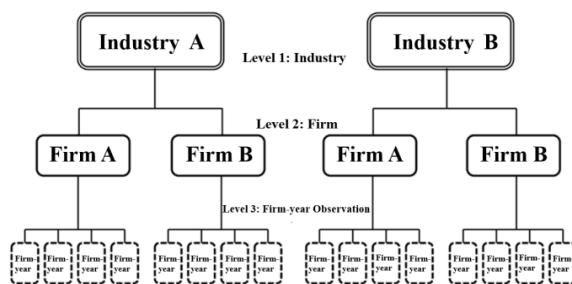 Industry A
Industry B
Level 1: Industry
Level 2: Firm
Firm A
Firm B
Firm A
Firm B
Level 3: Firm-year Observation
Firm-
year
Firm-
year
Firm-
year
Firm-
year
Firm-
year
Firm-
year
Firm-
year
Firm-
year
Firm-
year
Firm-
year
Firm-
year
Firm-
year
Firm-
year
Firm-
year
Firm-
year
Firm-
year